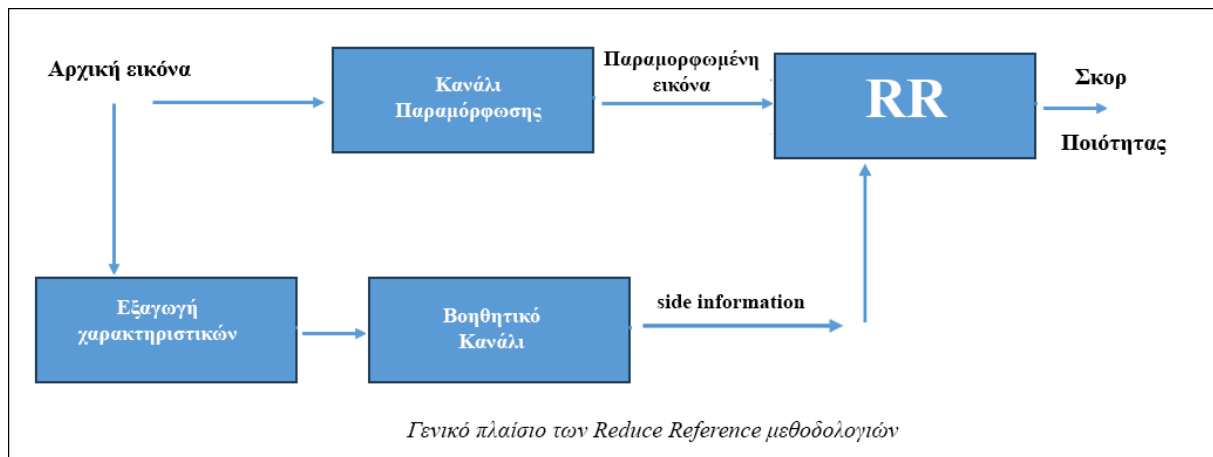 Αρχική εικόνα
Κανάλι
Παραμόρφωσης
Παραμορφωμένη
εικόνα
RR
Σκορ
Ποιότητας
Εξαγωγή
χαρακτηριστικών
Βοηθητικό
Κανάλι
side information
Γενικό πλαίσιο των Reduce Reference μεθοδολογιών